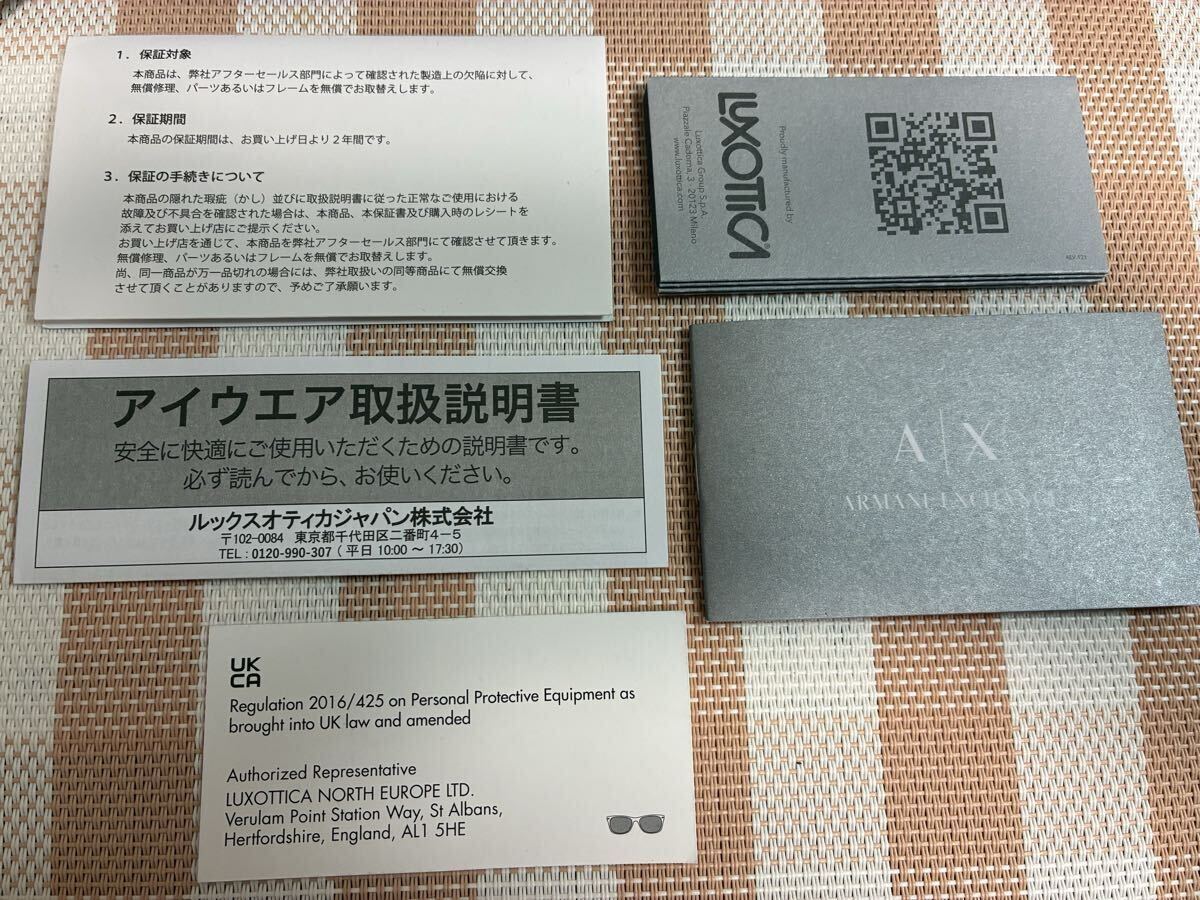 1. 保証対象
本商品は、弊社アフターセールス部門によって確認された製造上の欠陥に対して、
無償修理、パーツあるいはフレームを無償でお取替えします。
2. 保証期間
本商品の保証期間は、お買い上げ日より2年間です。
3. 保証の手続きについて
本商品の隠れた瑕疵（かし）並びに取扱説明書に従った正常なご使用における
故障及び不具合を確認された場合は、本商品、本保証書及び購入時のレシートを
添えてお買い上げ店にご提示ください。
お買い上げ店を通じて、本商品を弊社アフターセールス部門にて確認させて頂きます。
無償修理、パーツあるいはフレームを無償でお取替えします。
尚、同一商品が万一品切れの場合には、弊社取扱いの同等商品にて無償交換
させて頂くことがありますので、予めご了承願います。
Proudly manufactured by
LUXOTTICA®
Luxottica Group S.p.A.
Piazzale Cadorna, 3 - 20123 Milano
www.luxottica.com
REV. Y21
アイウエア取扱説明書
安全に快適にご使用いただくための説明書です。
必ず読んでから、お使いください。
ルックスオティカジャパン株式会社
〒102-0084 東京都千代田区二番町4-5
TEL : 0120-990-307 ( 平日 10:00 ～ 17:30)
A|X
ARMANI EXCHANGE
UK
CA
Regulation 2016/425 on Personal Protective Equipment as
brought into UK law and amended
Authorized Representative
LUXOTTICA NORTH EUROPE LTD.
Verulam Point Station Way, St Albans,
Hertfordshire, England, AL1 5HE